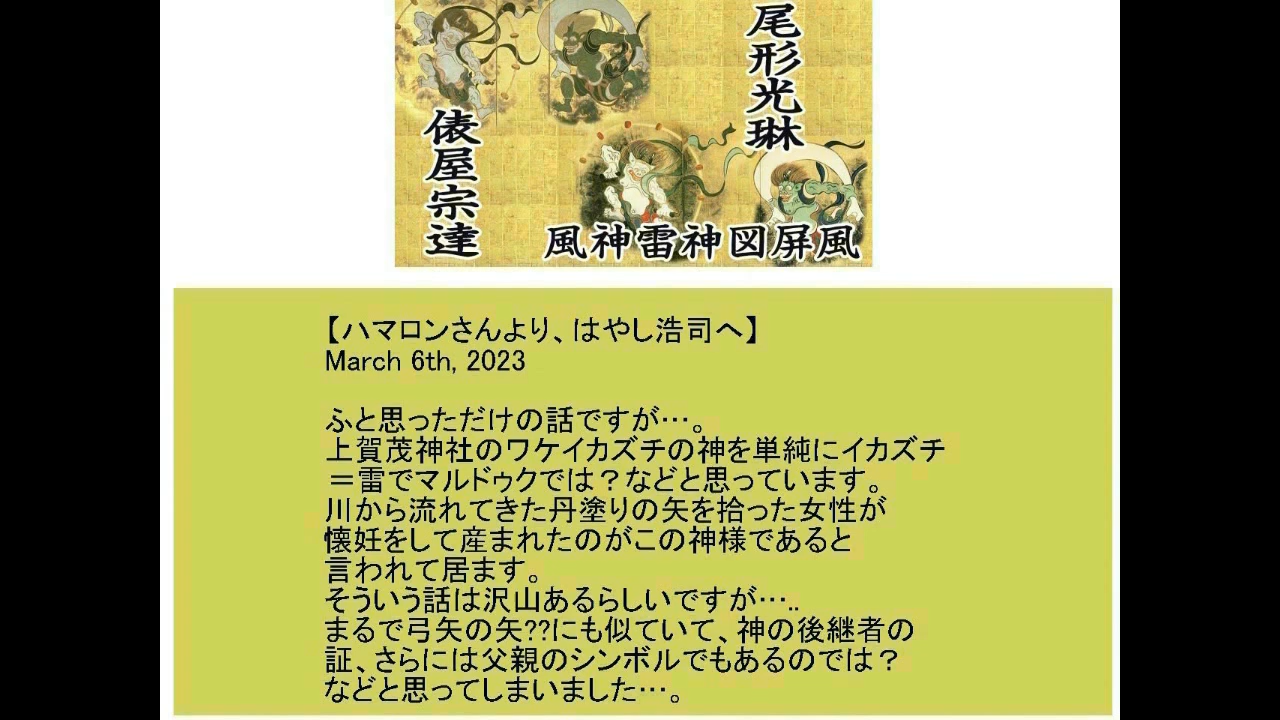 尾形光琳
俵屋宗達
風神雷神図屏風
【ハマロンさんより、はやし浩司へ】
March 6th, 2023
ふと思っただけの話ですが…。
上賀茂神社のワケイカズチの神を単純にイカズチ
＝雷でマルドゥクでは？などと思っています。
川から流れてきた丹塗りの矢を拾った女性が
懐妊をして産まれたのがこの神様であると
言われて居ます。
そういう話は沢山あるらしいですが…..
まるで弓矢の矢??にも似ていて、神の後継者の
証、さらには父親のシンボルでもあるのでは？
などと思ってしまいました…。